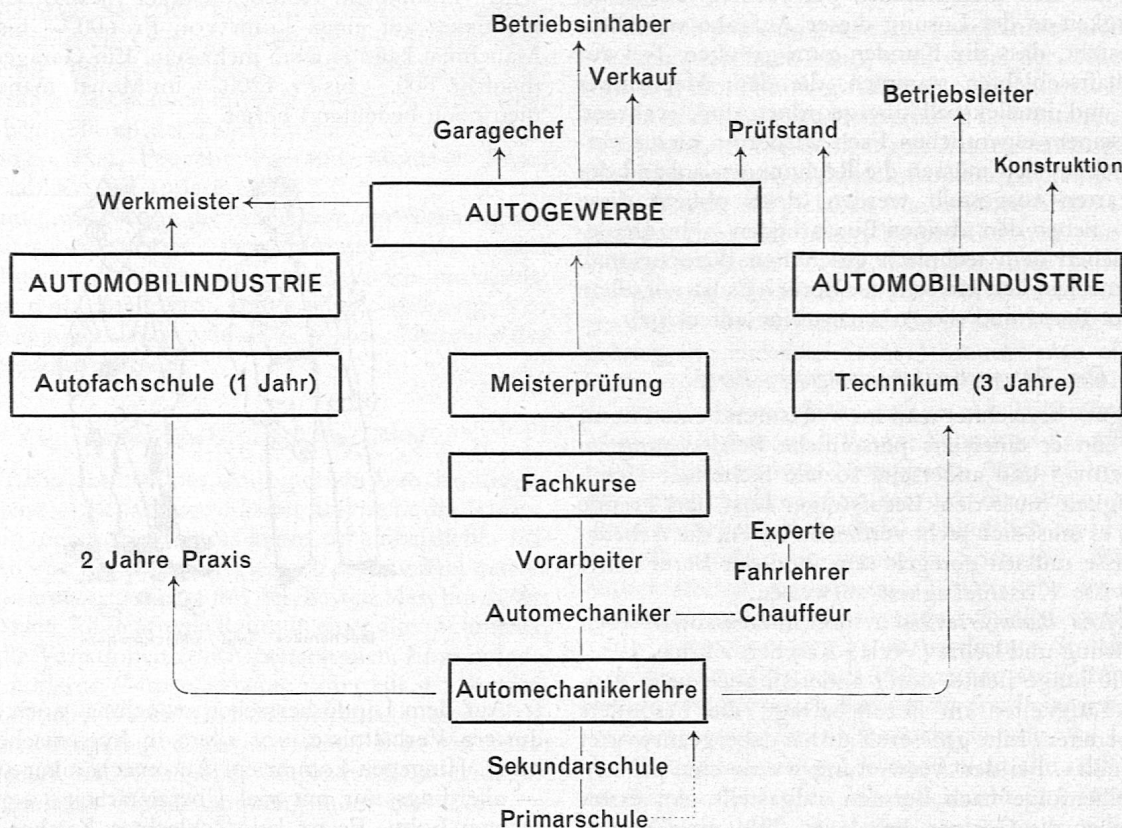 Betriebsinhaber
Verkauf
Betriebsleiter
Garagechef
Prüfstand
Konstruktion
Werkmeister
AUTOGEWERBE
AUTOMOBILINDUSTRIE
AUTOMOBILINDUSTRIE
Autofachschule (1 Jahr)
Meisterprüfung
Technikum (3 Jahre)
Fachkurse
Experte
2 Jahre Praxis
Vorarbeiter
Fahrlehrer
Automechaniker
Chauffeur
Automechanikerlehre
Sekundarschule
Primarschule